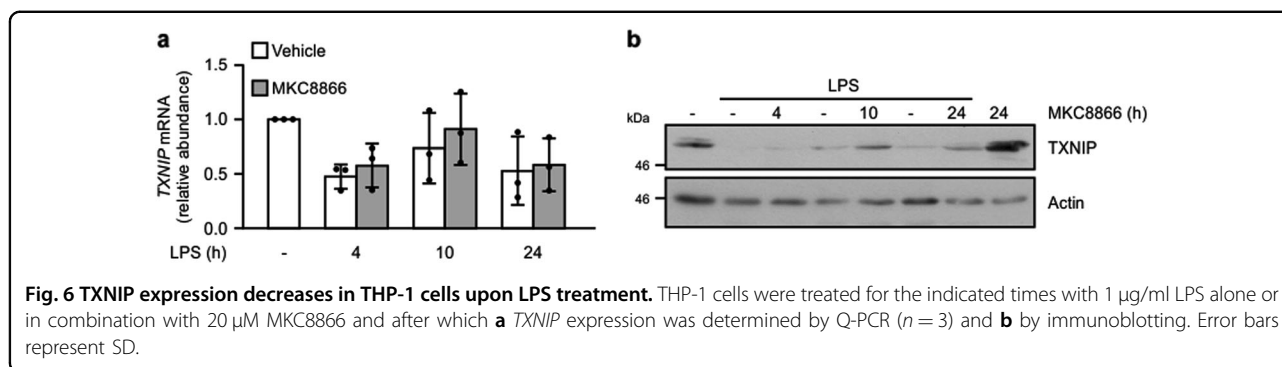 a
b
Vehicle
MKC8866
1.5
1.0
0.5
0.0
TXNIP mRNA
(relative abundance)
LPS (h) - 4 10 24
LPS
- - 4 - 10 - 24 24 MKC8866 (h)
kDa
TXNIP
46
46
Actin
Fig. 6 TXNIP expression decreases in THP-1 cells upon LPS treatment. THP-1 cells were treated for the indicated times with 1 μg/ml LPS alone or
in combination with 20 μM MKC8866 and after which a TXNIP expression was determined by Q-PCR (n = 3) and b by immunoblotting. Error bars
represent SD.